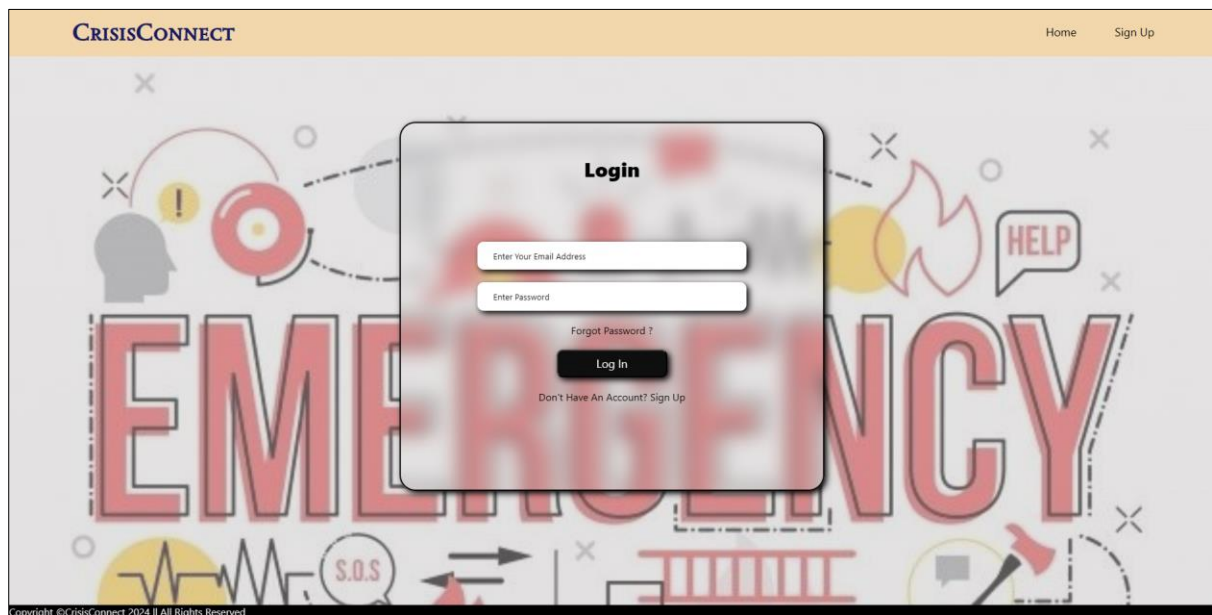 CrisisConnect
Home Sign Up
Login
Enter Your Email Address
Enter Password
Forgot Password ?
Log In
Don't Have An Account? Sign Up
HELP
EMERGENCY
S.O.S
Copyright ©CrisisConnect 2024 || All Rights Reserved